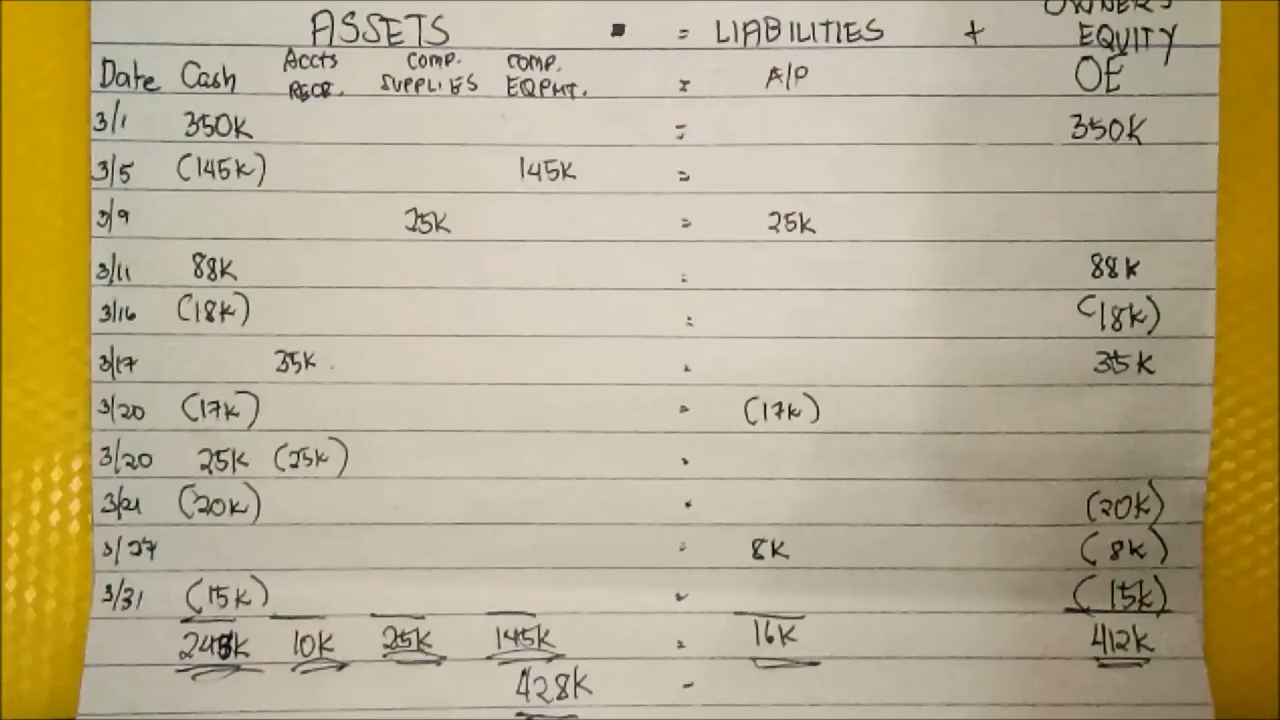 OWNER'S
ASSETS = LIABILITIES + EQUITY
Date Cash Accts RECE. COMP. SUPPLIES COMP. EQPMT. = A/P OE
3/1 350K = 350K
3/5 (145K) 145K =
3/9 25K = 25K
3/11 88K = 88K
3/16 (18K) = (18K)
3/17 35K = 35K
3/20 (17K) = (17K)
3/20 25K (25K) =
3/21 (20K) = (20K)
3/27 = 8K (8K)
3/31 (15K) = (15K)
248K 10K 25K 145K = 16K 412K
428K =